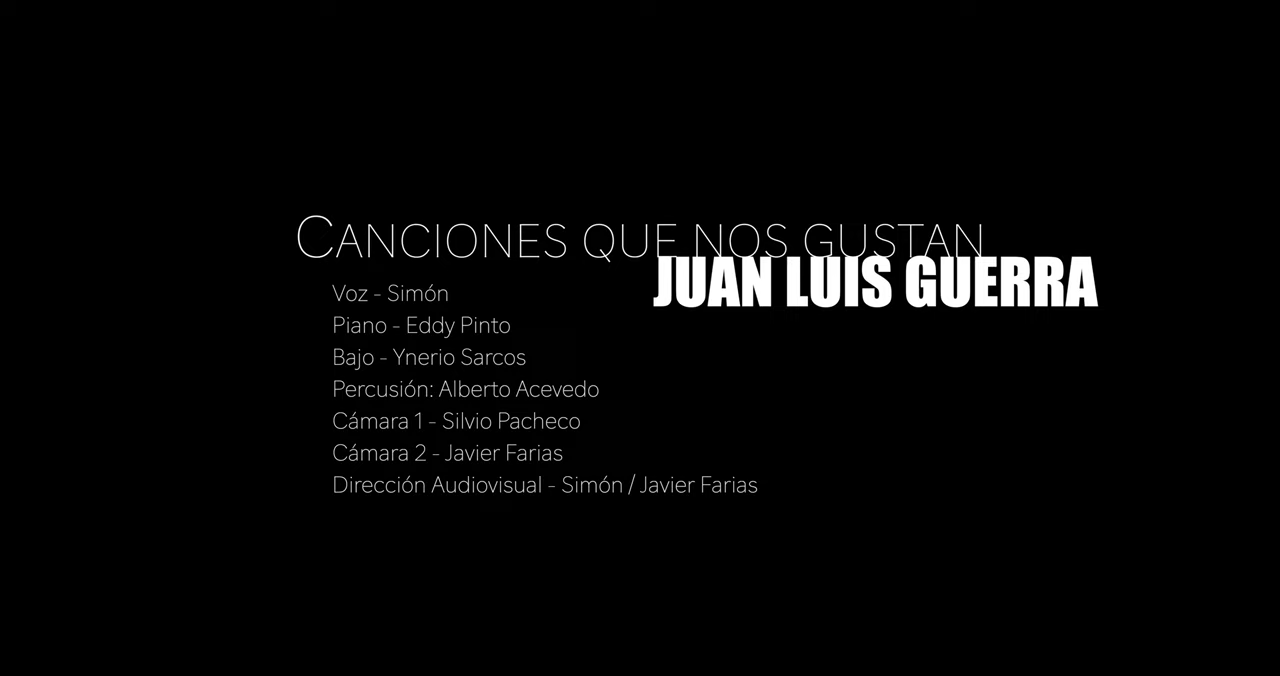 CANCIONES QUE NOS GUSTAN
JUAN LUIS GUERRA
Voz - Simón
Piano - Eddy Pinto
Bajo - Ynerio Sarcos
Percusión: Alberto Acevedo
Cámara 1 - Silvio Pacheco
Cámara 2 - Javier Farias
Dirección Audiovisual - Simón / Javier Farias